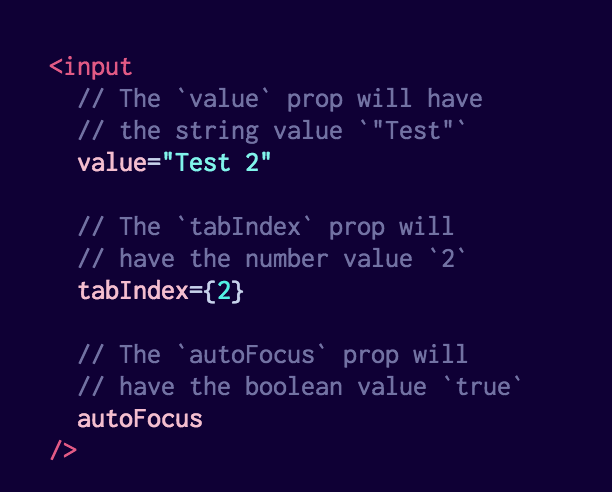 <input
// The `value` prop will have
// the string value `"Test"`
value="Test 2"
// The `tabIndex` prop will
// have the number value `2`
tabIndex={2}
// The `autoFocus` prop will
// have the boolean value `true`
autoFocus
/>